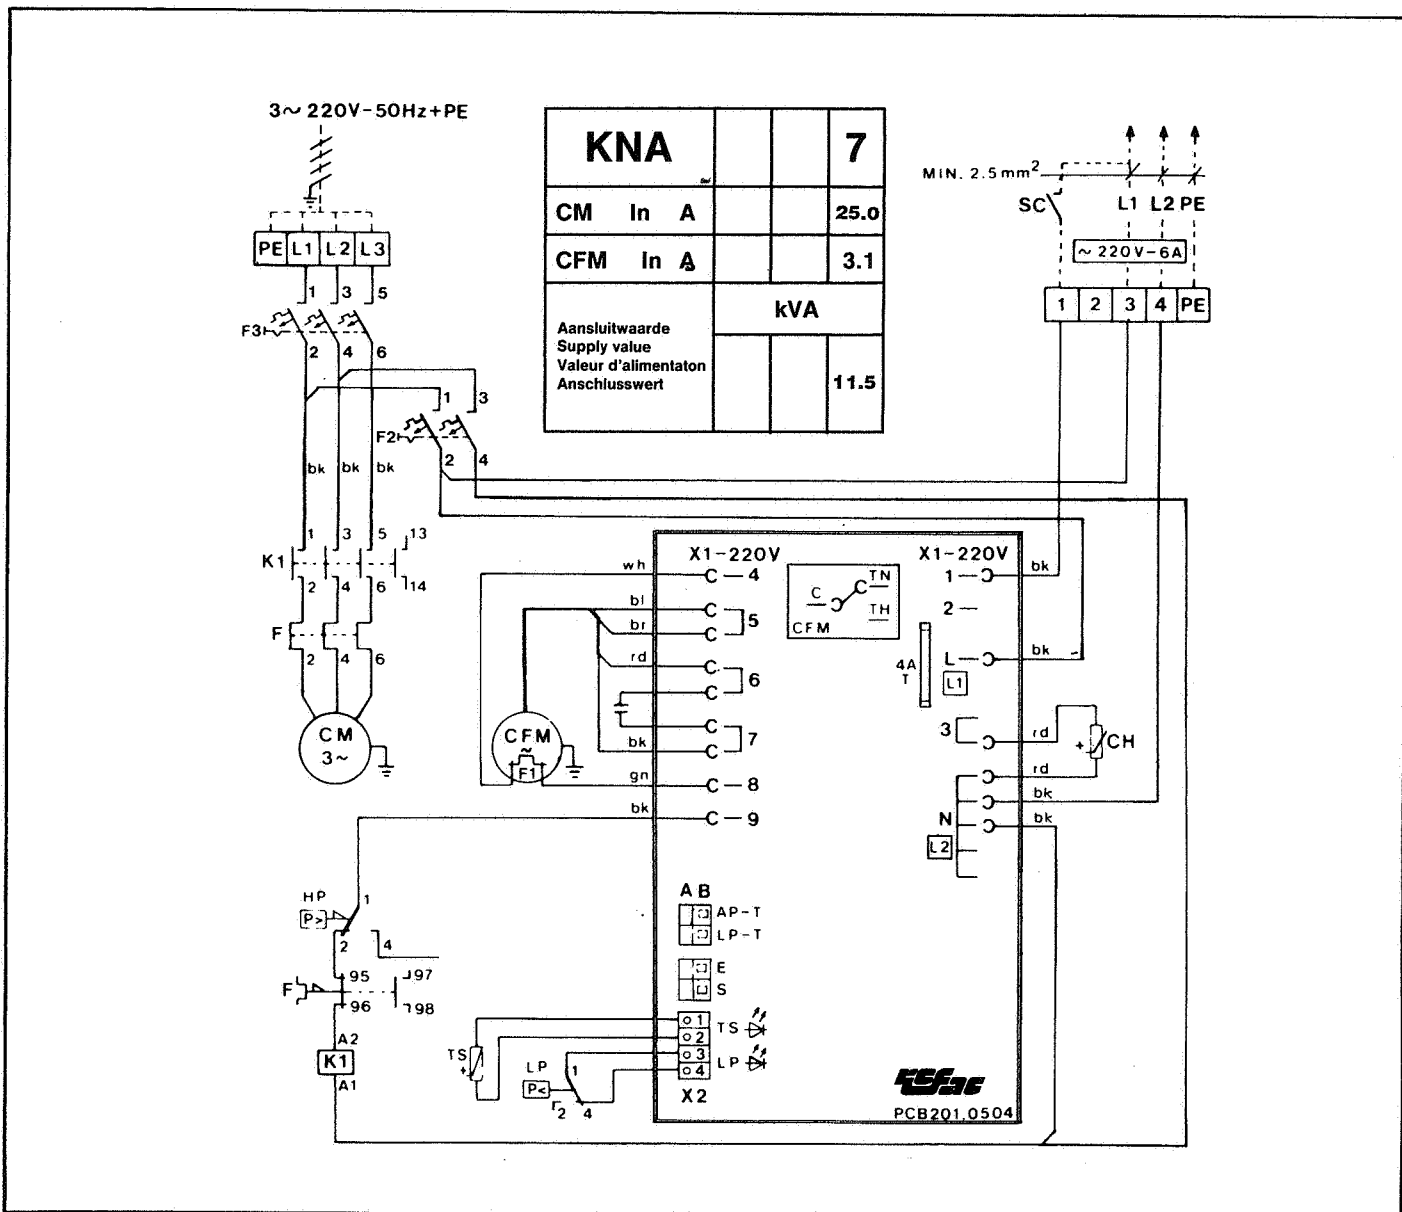 3~ 220V-50Hz+PE
KNA 7
CM In A 25.0
CFM In A 3.1
kVA
Aansluitwaarde
Supply value
Valeur d'alimentaton
Anschlusswert
11.5
MIN. 2.5mm²
SC L1 L2 PE
~ 220V-6A
1 2 3 4 PE
PE L1 L2 L3
1 3 5
F3
2 4 6
1 3
F2
2 4
bk bk bk
1 3 5 13
K1
2 4 6 14
F
2 4 6
CM
3~
CFM
~
F1
X1-220V
wh 4
bl
br 5
rd
6
7
bk
gn 8
bk 9
C TN
TH
CFM
X1-220V
1 bk
2
4A
T
L bk
L1
3 rd
CH
+
rd
bk
N bk
L2
HP
P>
1
2 4
F
95 97
96 98
A2
K1
A1
A B
AP-T
LP-T
E
S
1 TS
2
3 LP
4
X2
TS
+
LP
P<
1
2 4
PCB201.0504